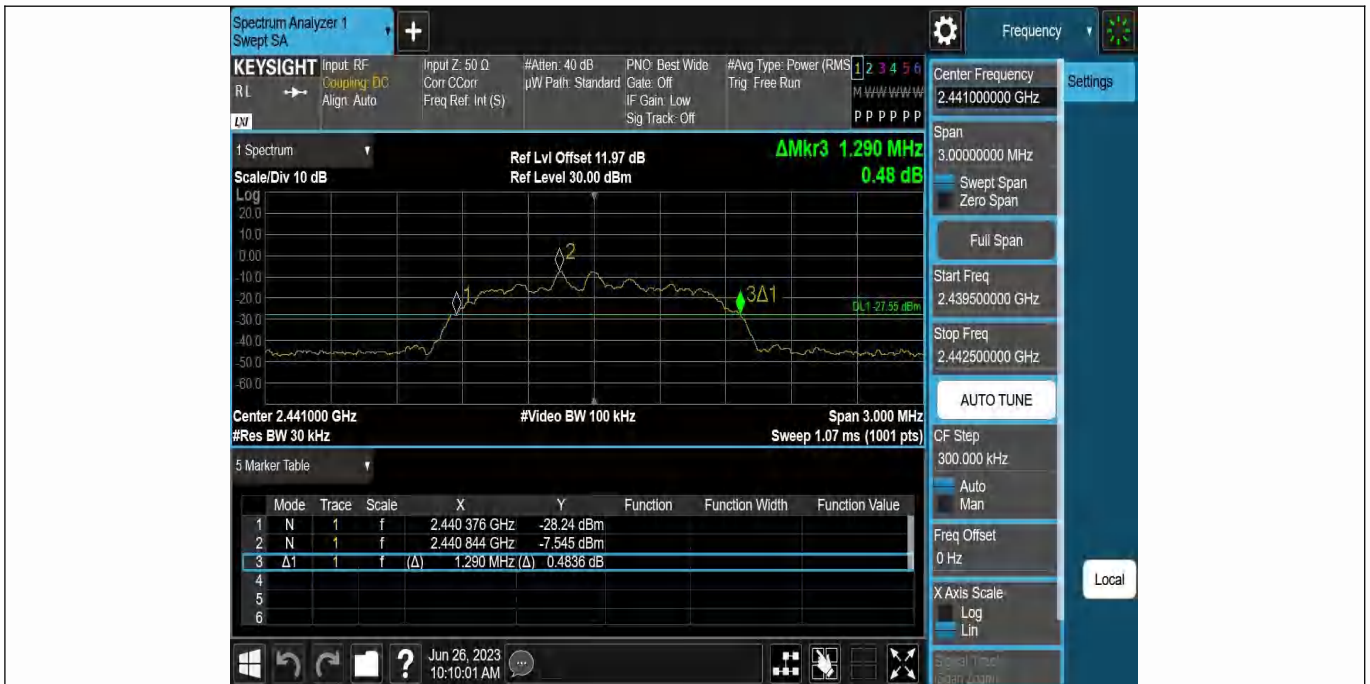 Spectrum Analyzer 1
Swept SA
+
Frequency
KEYSIGHT
RL
LXI
Input: RF
Coupling: DC
Align: Auto
Input Z: 50 Ω
Corr CCorr
Freq Ref: Int (S)
#Atten: 40 dB
µW Path: Standard
PNO: Best Wide
Gate: Off
IF Gain: Low
Sig Track: Off
#Avg Type: Power (RMS
Trig: Free Run
1 2 3 4 5 6
M W W W W W
P P P P P P
1 Spectrum
Scale/Div 10 dB
Ref Lvl Offset 11.97 dB
Ref Level 30.00 dBm
ΔMkr3 1.290 MHz
0.48 dB
Log
20.0
10.0
0.00
-10.0
-20.0
-30.0
-40.0
-50.0
-60.0
1
2
3Δ1
DL1 -27.55 dBm
Center 2.441000 GHz
#Video BW 100 kHz
Span 3.000 MHz
#Res BW 30 kHz
Sweep 1.07 ms (1001 pts)
5 Marker Table
Mode Trace Scale X Y Function Function Width Function Value
1 N 1 f 2.440 376 GHz -28.24 dBm
2 N 1 f 2.440 844 GHz -7.545 dBm
3 Δ1 1 f (Δ) 1.290 MHz (Δ) 0.4836 dB
4
5
6
?
Jun 26, 2023
10:10:01 AM
Center Frequency
2.441000000 GHz
Settings
Span
3.00000000 MHz
Swept Span
Zero Span
Full Span
Start Freq
2.439500000 GHz
Stop Freq
2.442500000 GHz
AUTO TUNE
CF Step
300.000 kHz
Auto
Man
Freq Offset
0 Hz
X Axis Scale
Log
Lin
Local
Signal Track
(Span Zoom)